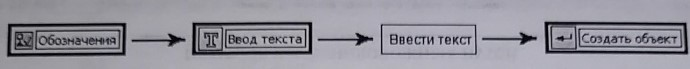 Обозначения
T Ввод текста
Ввести текст
Создать объект